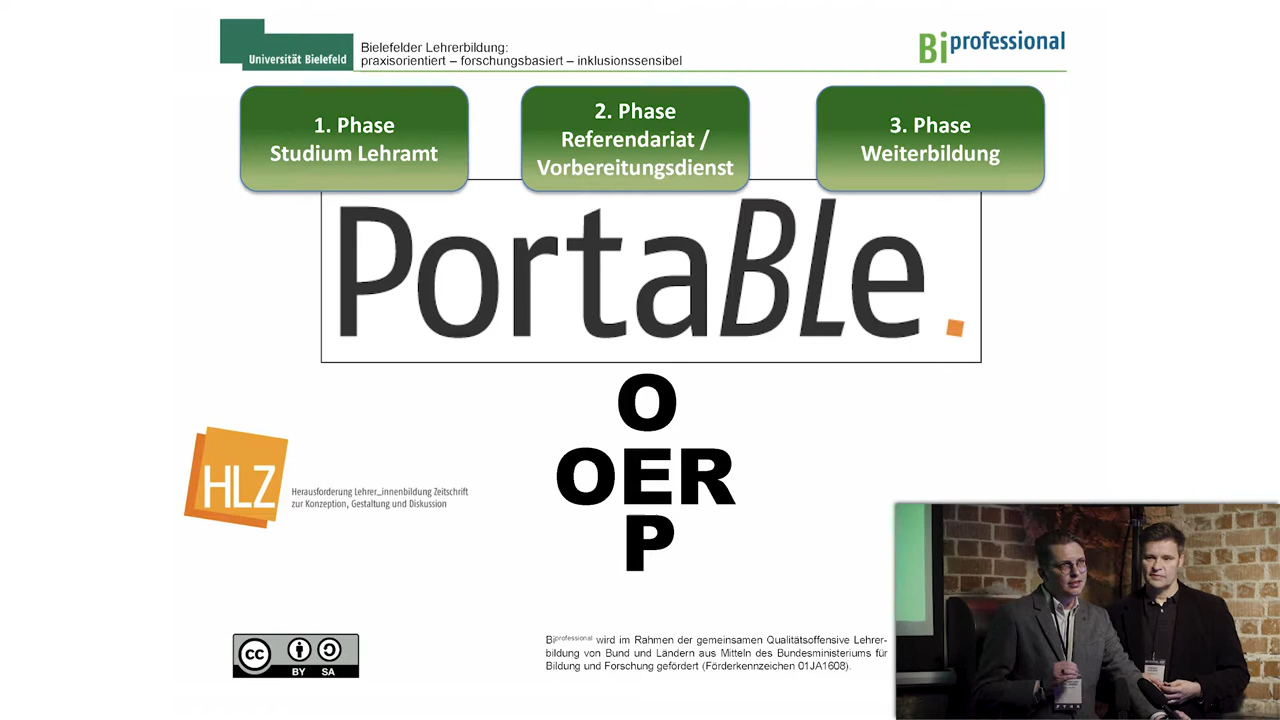 Universität Bielefeld
Bielefelder Lehrerbildung:
praxisorientiert – forschungsbasiert – inklusionssensibel
Biprofessional
1. Phase
Studium Lehramt
2. Phase
Referendariat /
Vorbereitungsdienst
3. Phase
Weiterbildung
PortaBLe.
O
OER
P
HLZ
Herausforderung Lehrer_innenbildung Zeitschrift
zur Konzeption, Gestaltung und Diskussion
cc
BY SA
Biprofessional wird im Rahmen der gemeinsamen Qualitätsoffensive Lehrer-
bildung von Bund und Ländern aus Mitteln des Bundesministeriums für
Bildung und Forschung gefördert (Förderkennzeichen 01JA1608).